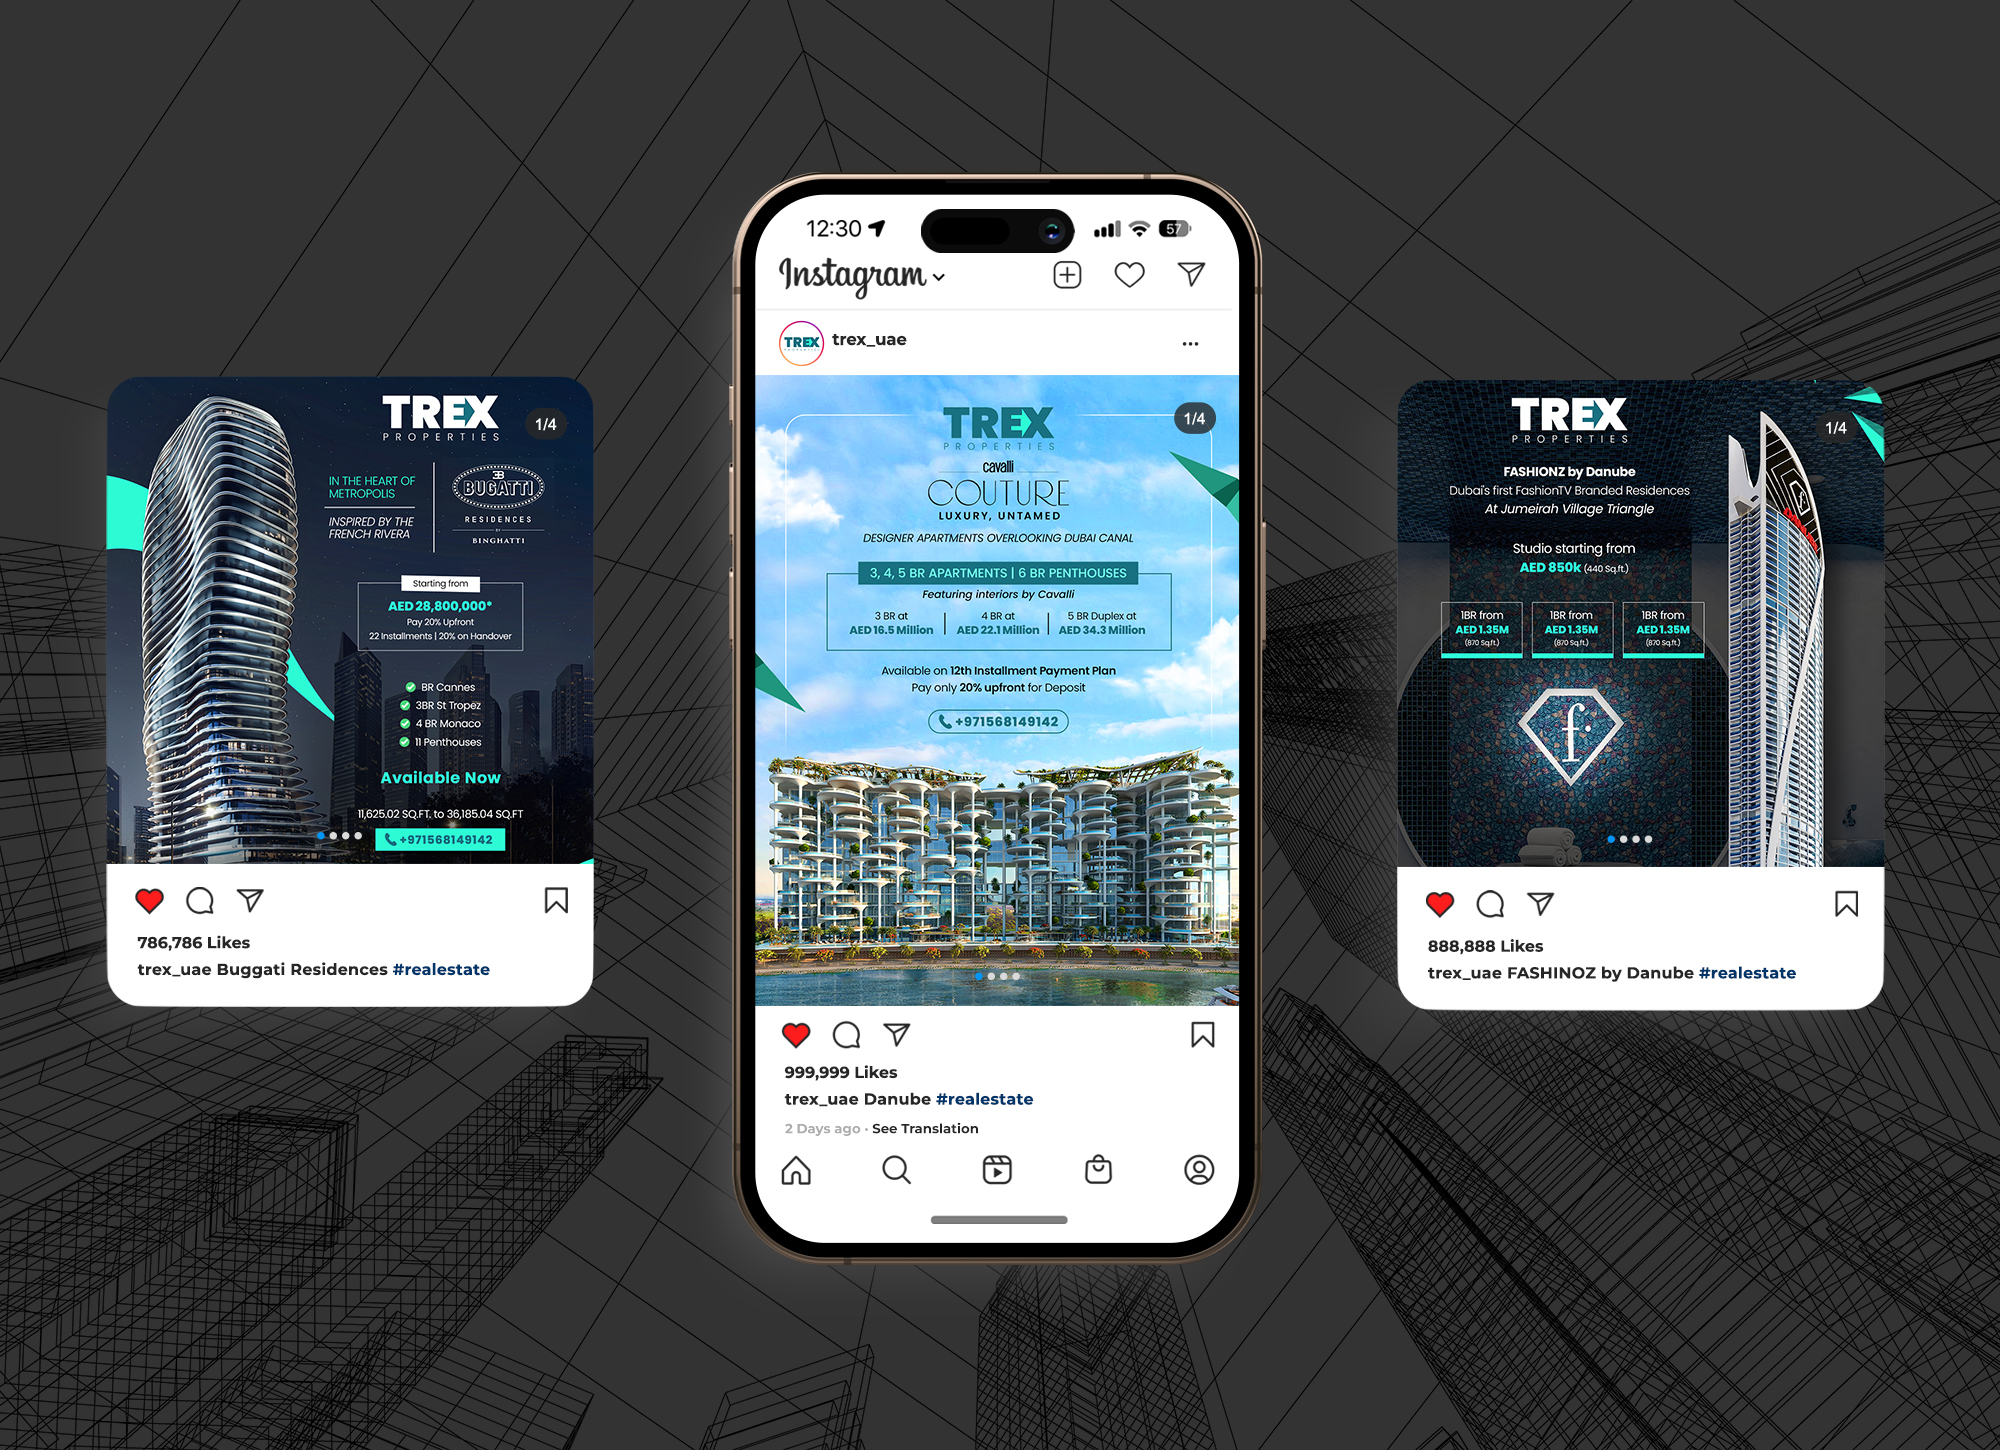 TREX
PROPERTIES
1/4
IN THE HEART OF
METROPOLIS
INSPIRED BY THE
FRENCH RIVERA
EB
BUGATTI
RESIDENCES
BY
BINGHATTI
Starting from
AED 28,800,000*
Pay 20% Upfront
22 Installments | 20% on Handover
BR Cannes
3BR St Tropez
4 BR Monaco
11 Penthouses
Available Now
11,625.02 SQ.FT. to 36,185.04 SQ.FT
+971568149142
786,786 Likes
trex_uae Buggati Residences #realestate
12:30
57
Instagram
TREX
PROPERTIES
trex_uae
...
TREX
PROPERTIES
1/4
cavalli
COUTURE
LUXURY, UNTAMED
DESIGNER APARTMENTS OVERLOOKING DUBAI CANAL
3, 4, 5 BR APARTMENTS | 6 BR PENTHOUSES
Featuring interiors by Cavalli
3 BR at
AED 16.5 Million
4 BR at
AED 22.1 Million
5 BR Duplex at
AED 34.3 Million
Available on 12th Installment Payment Plan
Pay only 20% upfront for Deposit
+971568149142
999,999 Likes
trex_uae Danube #realestate
2 Days ago · See Translation
TREX
PROPERTIES
1/4
FASHIONZ by Danube
Dubai's first FashionTV Branded Residences
At Jumeirah Village Triangle
Studio starting from
AED 850k (440 Sq.ft.)
1BR from
AED 1.35M
(870 Sq.ft.)
1BR from
AED 1.35M
(870 Sq.ft.)
1BR from
AED 1.35M
(870 Sq.ft.)
f
888,888 Likes
trex_uae FASHINOZ by Danube #realestate